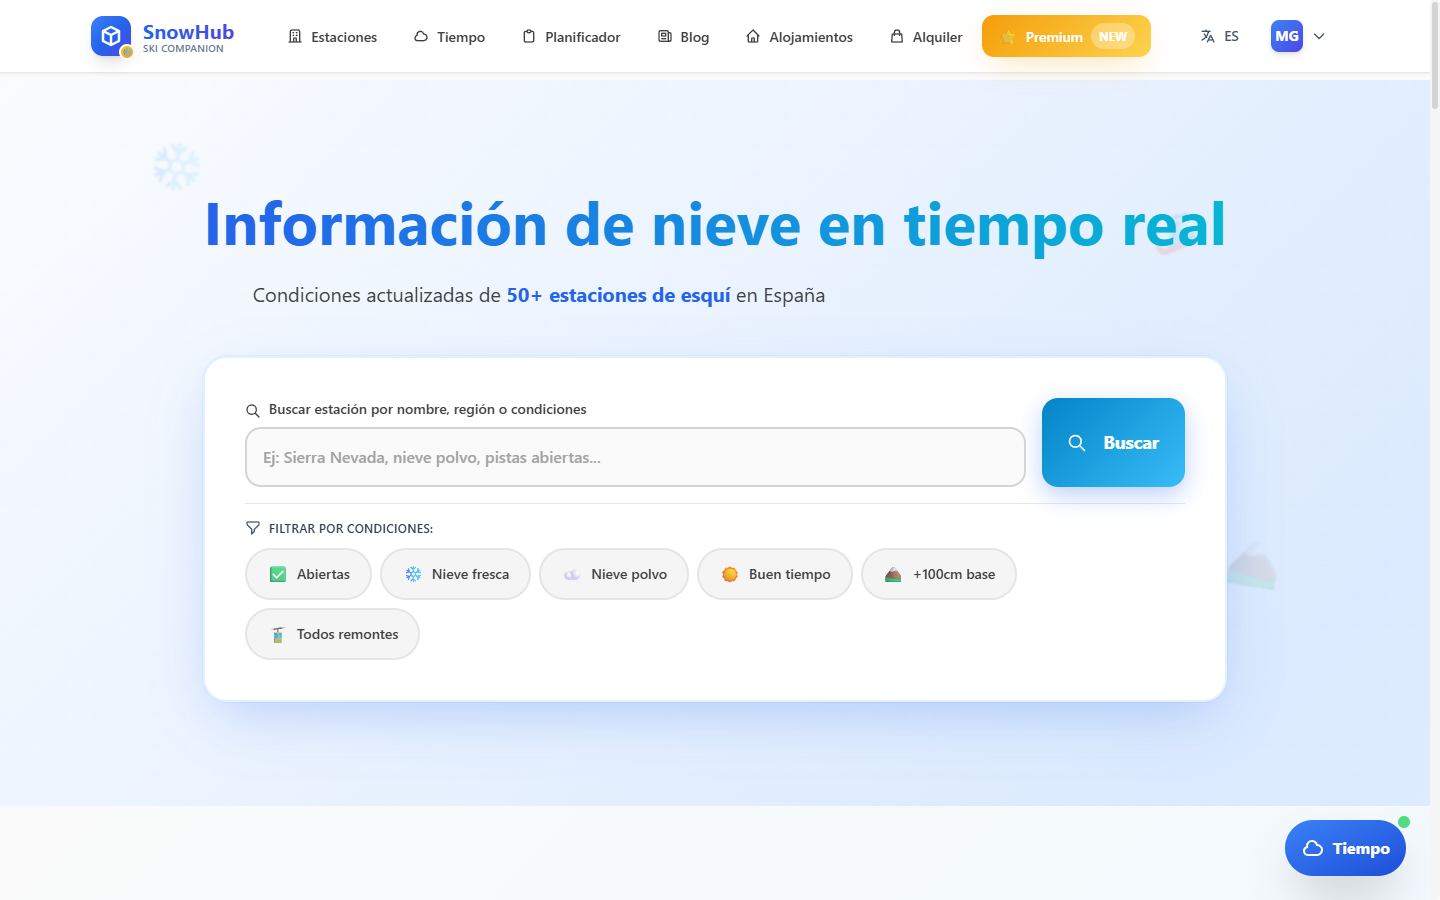 SnowHub
SKI COMPANION
Estaciones
Tiempo
Planificador
Blog
Alojamientos
Alquiler
Premium NEW
ES
MG
Información de nieve en tiempo real
Condiciones actualizadas de 50+ estaciones de esquí en España
Buscar estación por nombre, región o condiciones
Ej: Sierra Nevada, nieve polvo, pistas abiertas...
Buscar
FILTRAR POR CONDICIONES:
Abiertas
Nieve fresca
Nieve polvo
Buen tiempo
+100cm base
Todos remontes
Tiempo